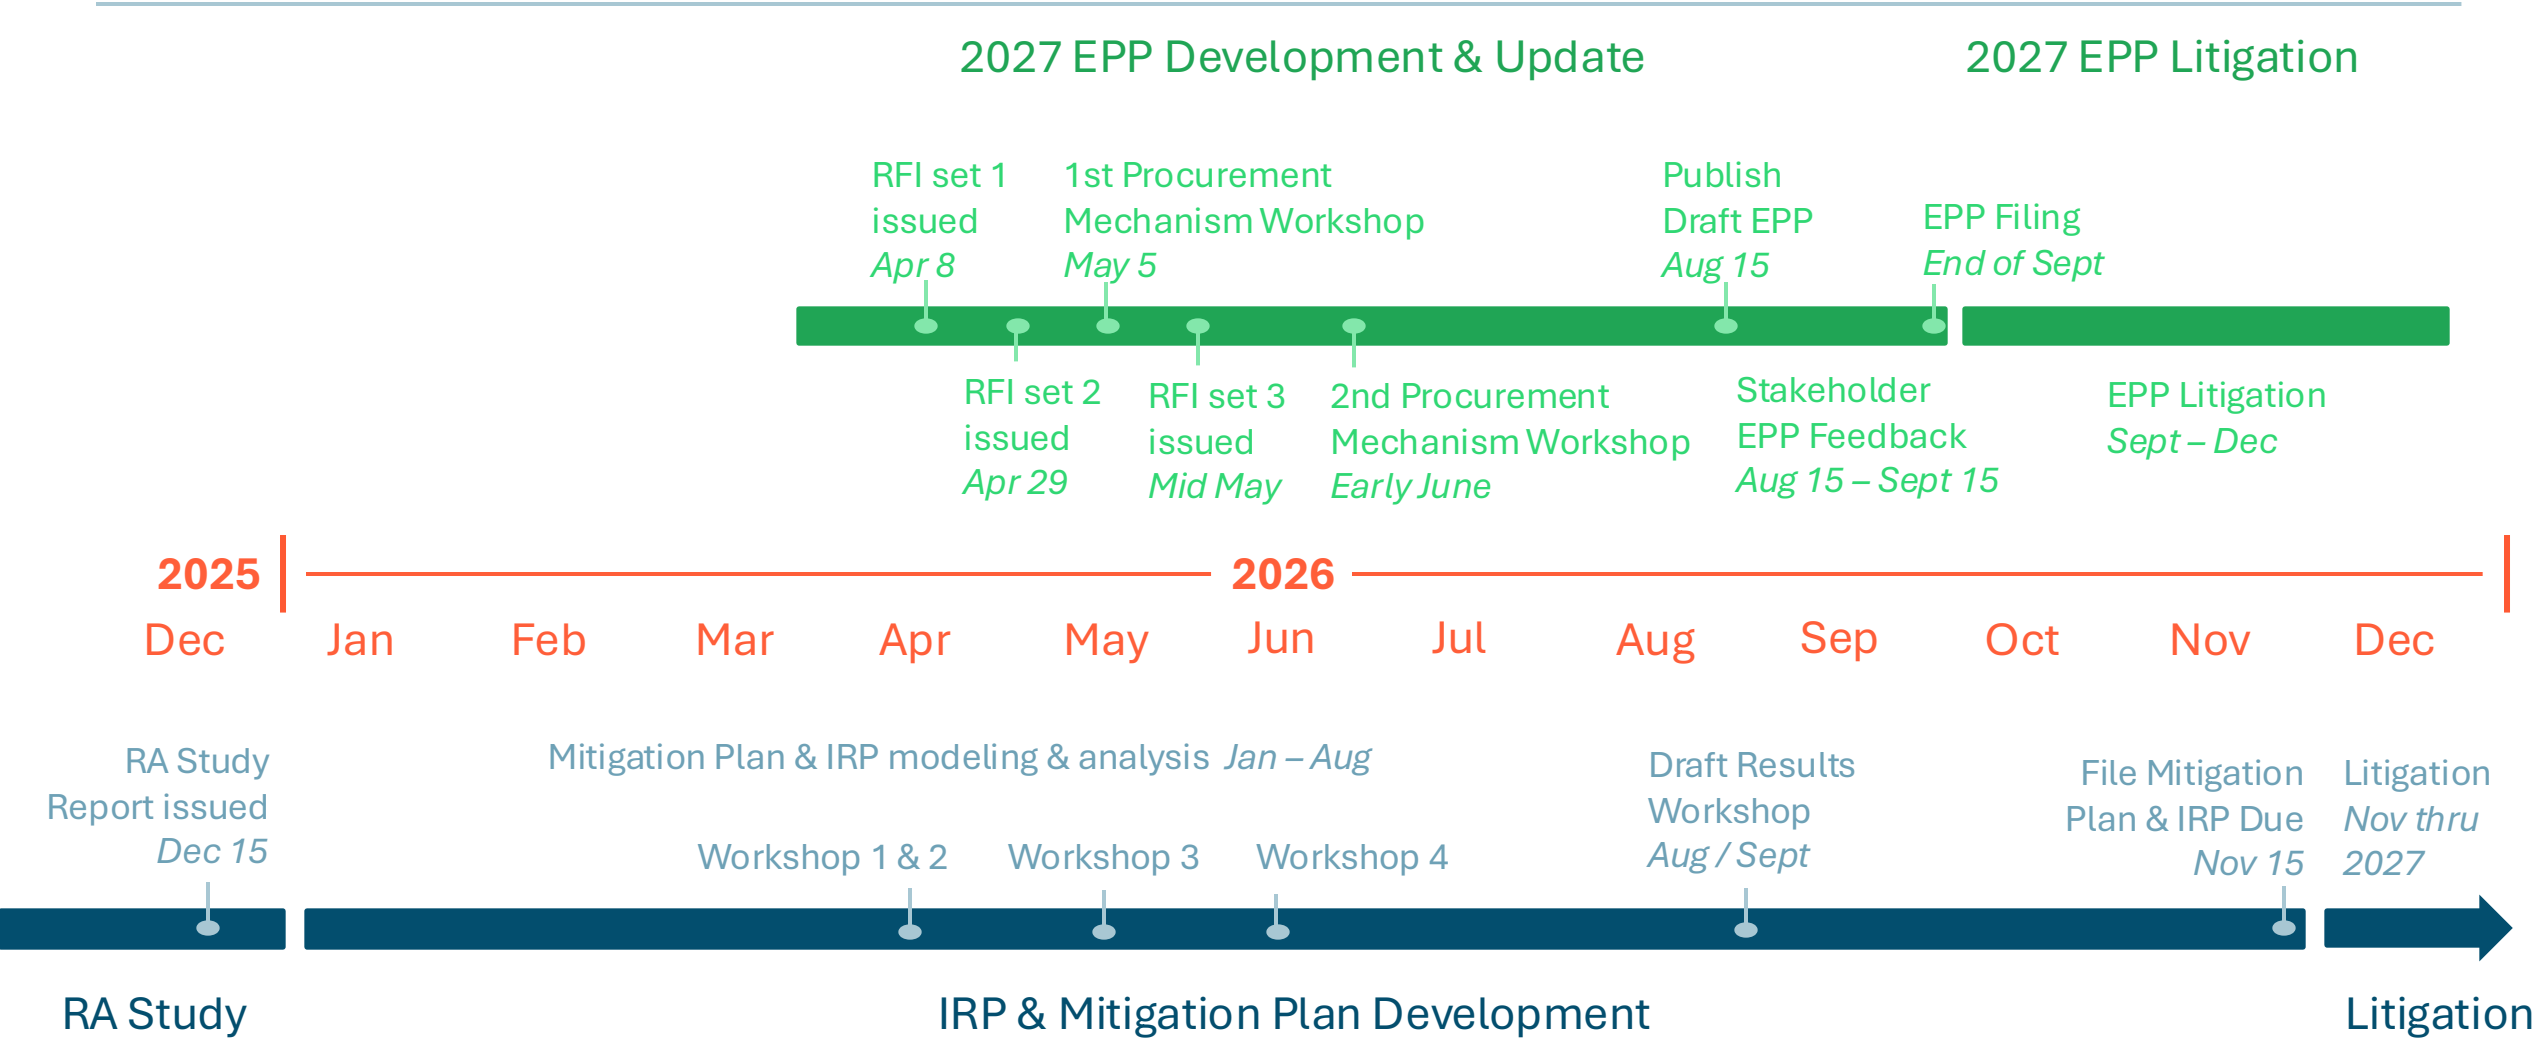 2027 EPP Development & Update
2027 EPP Litigation
RFI set 1
issued
Apr 8
1st Procurement
Mechanism Workshop
May 5
Publish
Draft EPP
Aug 15
EPP Filing
End of Sept
RFI set 2
issued
Apr 29
RFI set 3
issued
Mid May
2nd Procurement
Mechanism Workshop
Early June
Stakeholder
EPP Feedback
Aug 15 – Sept 15
EPP Litigation
Sept – Dec
2025
2026
Dec
Jan
Feb
Mar
Apr
May
Jun
Jul
Aug
Sep
Oct
Nov
Dec
RA Study
Report issued
Dec 15
Mitigation Plan & IRP modeling & analysis Jan – Aug
Workshop 1 & 2
Workshop 3
Workshop 4
Draft Results
Workshop
Aug / Sept
File Mitigation
Plan & IRP Due
Nov 15
Litigation
Nov thru
2027
RA Study
IRP & Mitigation Plan Development
Litigation